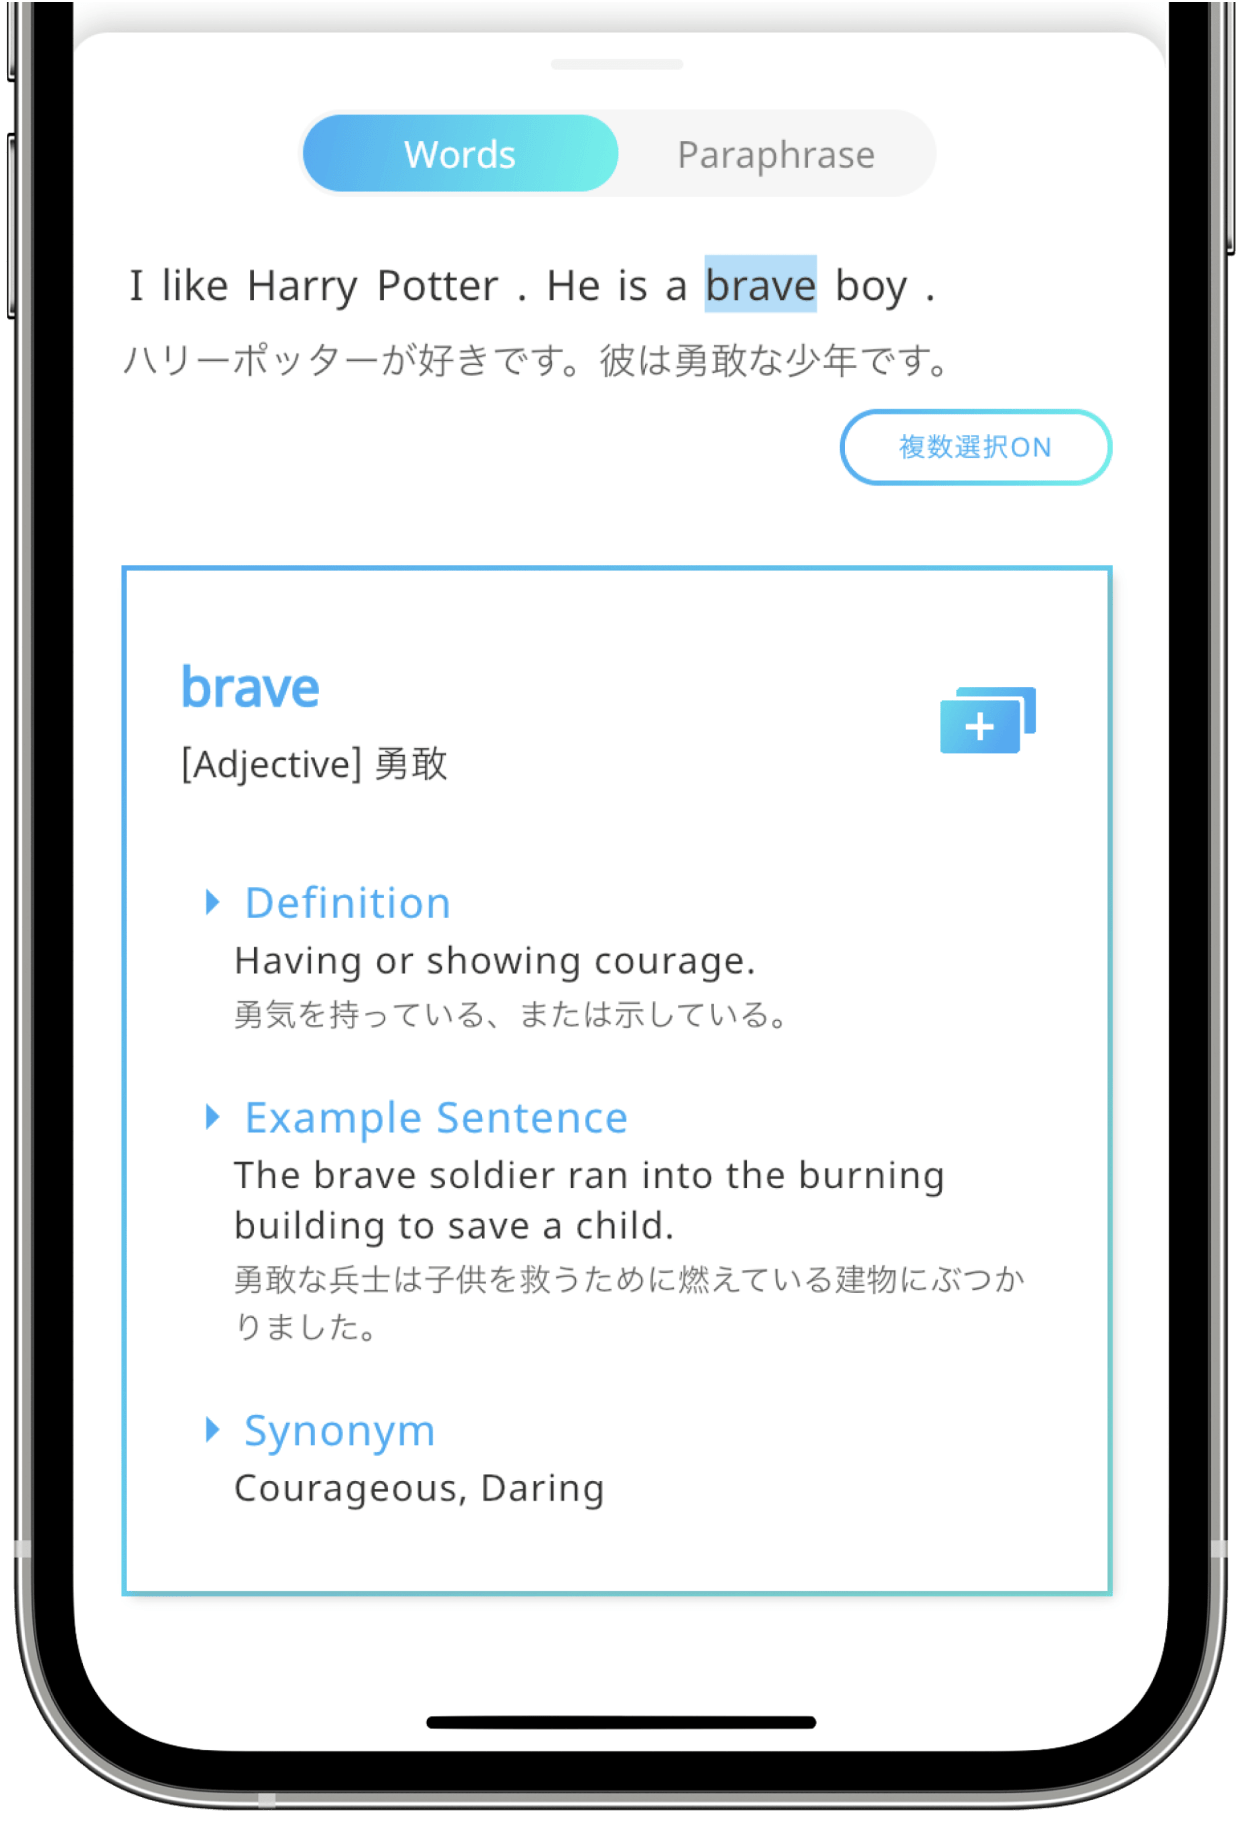 Words
Paraphrase
I like Harry Potter . He is a brave boy .
ハリーポッターが好きです。彼は勇敢な少年です。
複数選択ON
brave
[Adjective] 勇敢
Definition
Having or showing courage.
勇気を持っている、または示している。
Example Sentence
The brave soldier ran into the burning
building to save a child.
勇敢な兵士は子供を救うために燃えている建物にぶつか
りました。
Synonym
Courageous, Daring